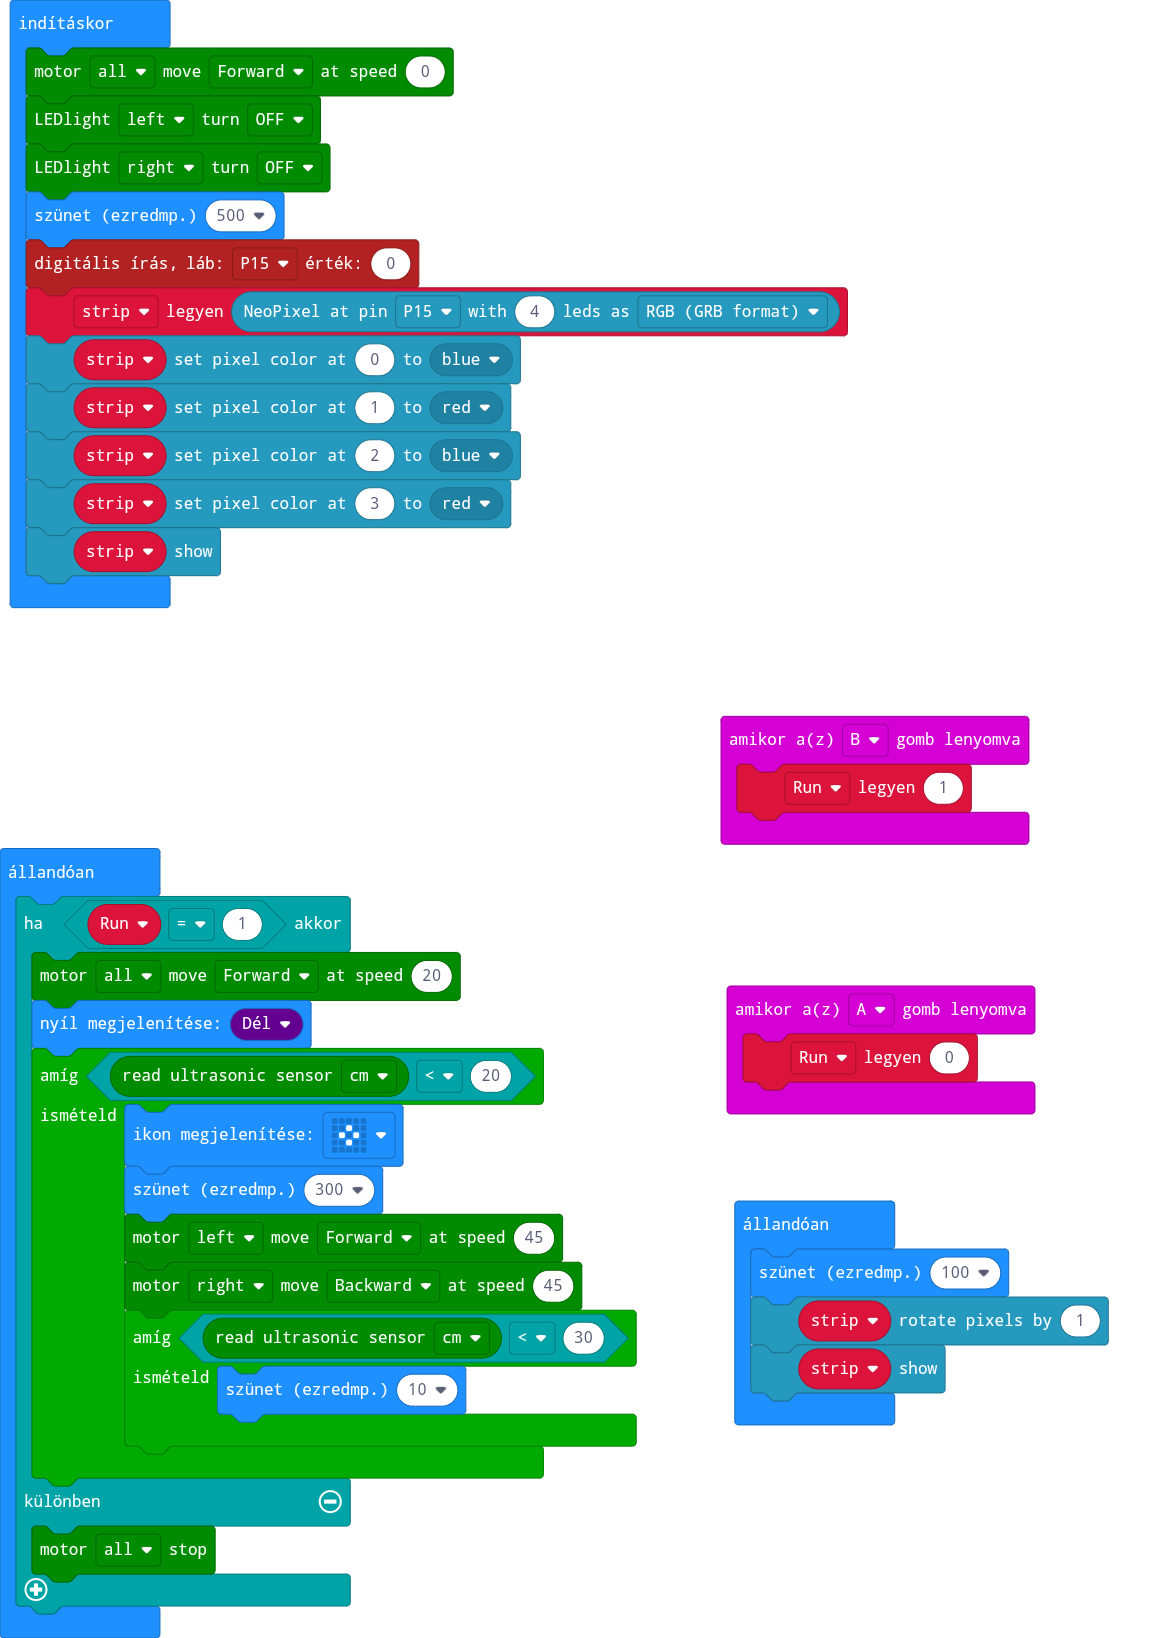 indításkor
motor all move Forward at speed 0
LEDlight left turn OFF
LEDlight right turn OFF
szünet (ezredmp.) 500
digitális írás, láb: P15 érték: 0
strip legyen NeoPixel at pin P15 with 4 leds as RGB (GRB format)
strip set pixel color at 0 to blue
strip set pixel color at 1 to red
strip set pixel color at 2 to blue
strip set pixel color at 3 to red
strip show
amikor a(z) B gomb lenyomva
Run legyen 1
állandóan
ha Run = 1 akkor
motor all move Forward at speed 20
nyíl megjelenítése: Dél
amíg read ultrasonic sensor cm < 20
ismételd
ikon megjelenítése:
szünet (ezredmp.) 300
motor left move Forward at speed 45
motor right move Backward at speed 45
amíg read ultrasonic sensor cm < 30
ismételd
szünet (ezredmp.) 10
különben
motor all stop
amikor a(z) A gomb lenyomva
Run legyen 0
állandóan
szünet (ezredmp.) 100
strip rotate pixels by 1
strip show